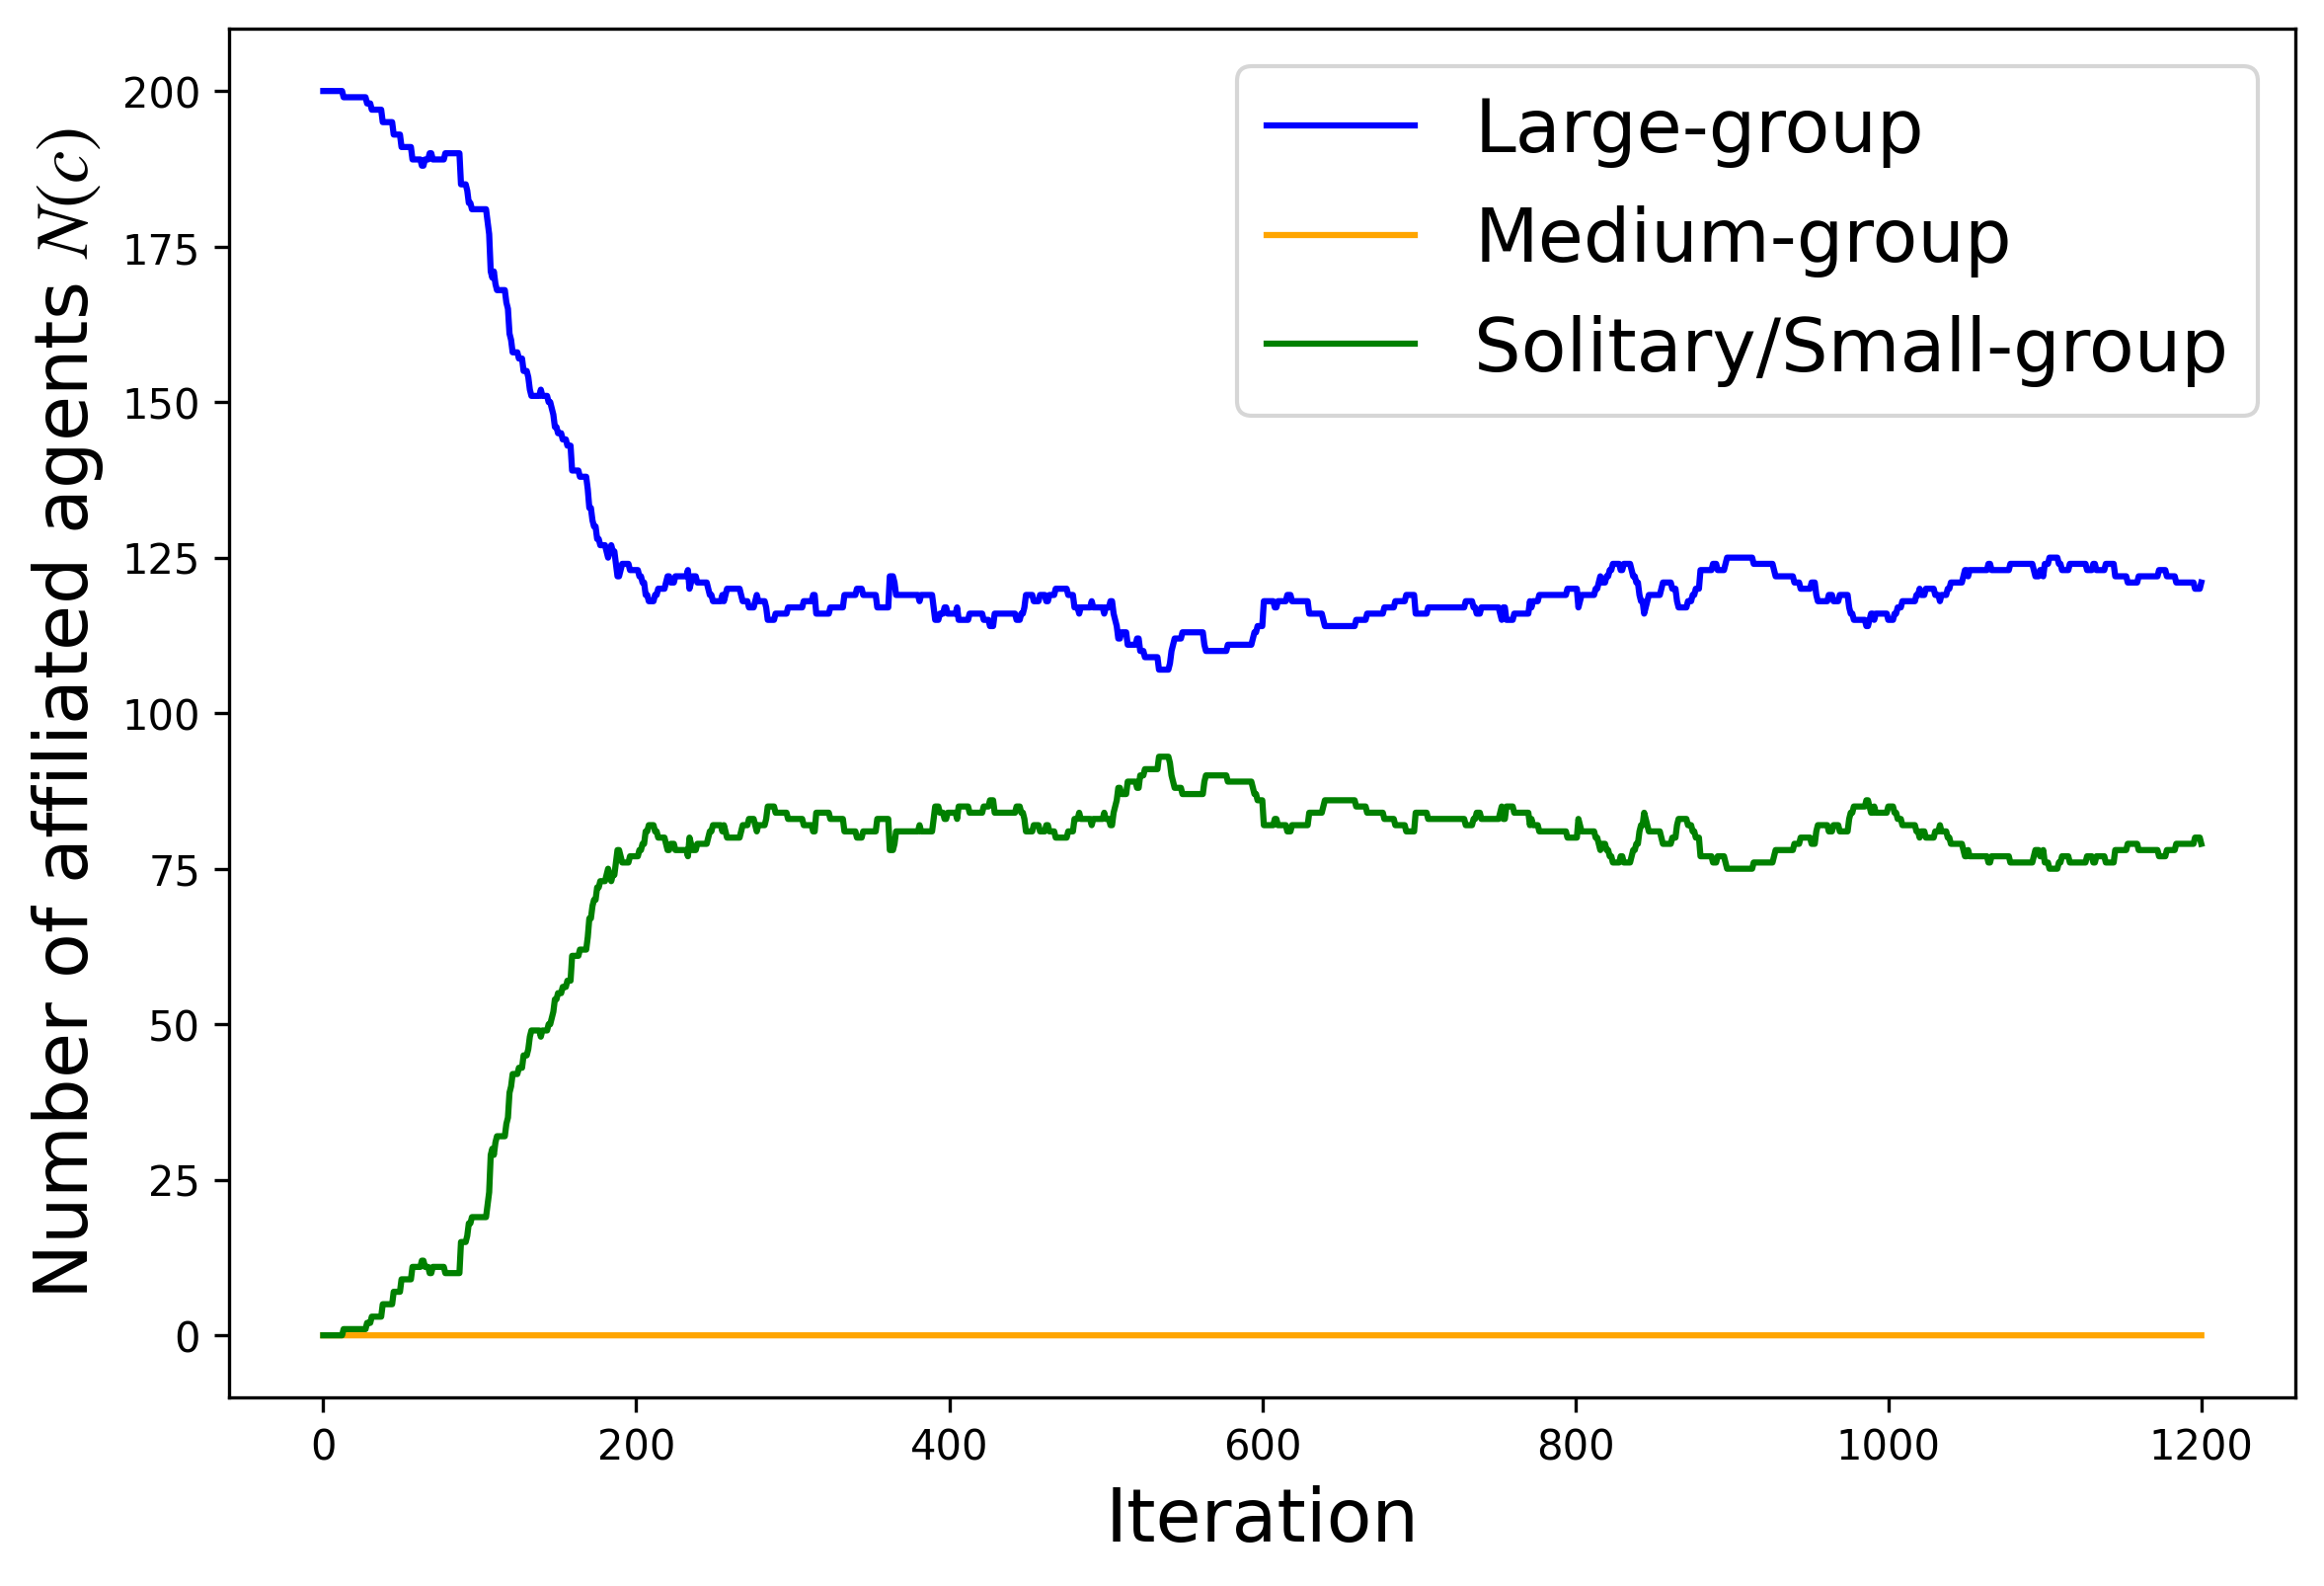 Number of affiliated agents N(c)
200
175
150
125
100
75
50
25
0
Large-group
Medium-group
Solitary/Small-group
0 200 400 600 800 1000 1200
Iteration